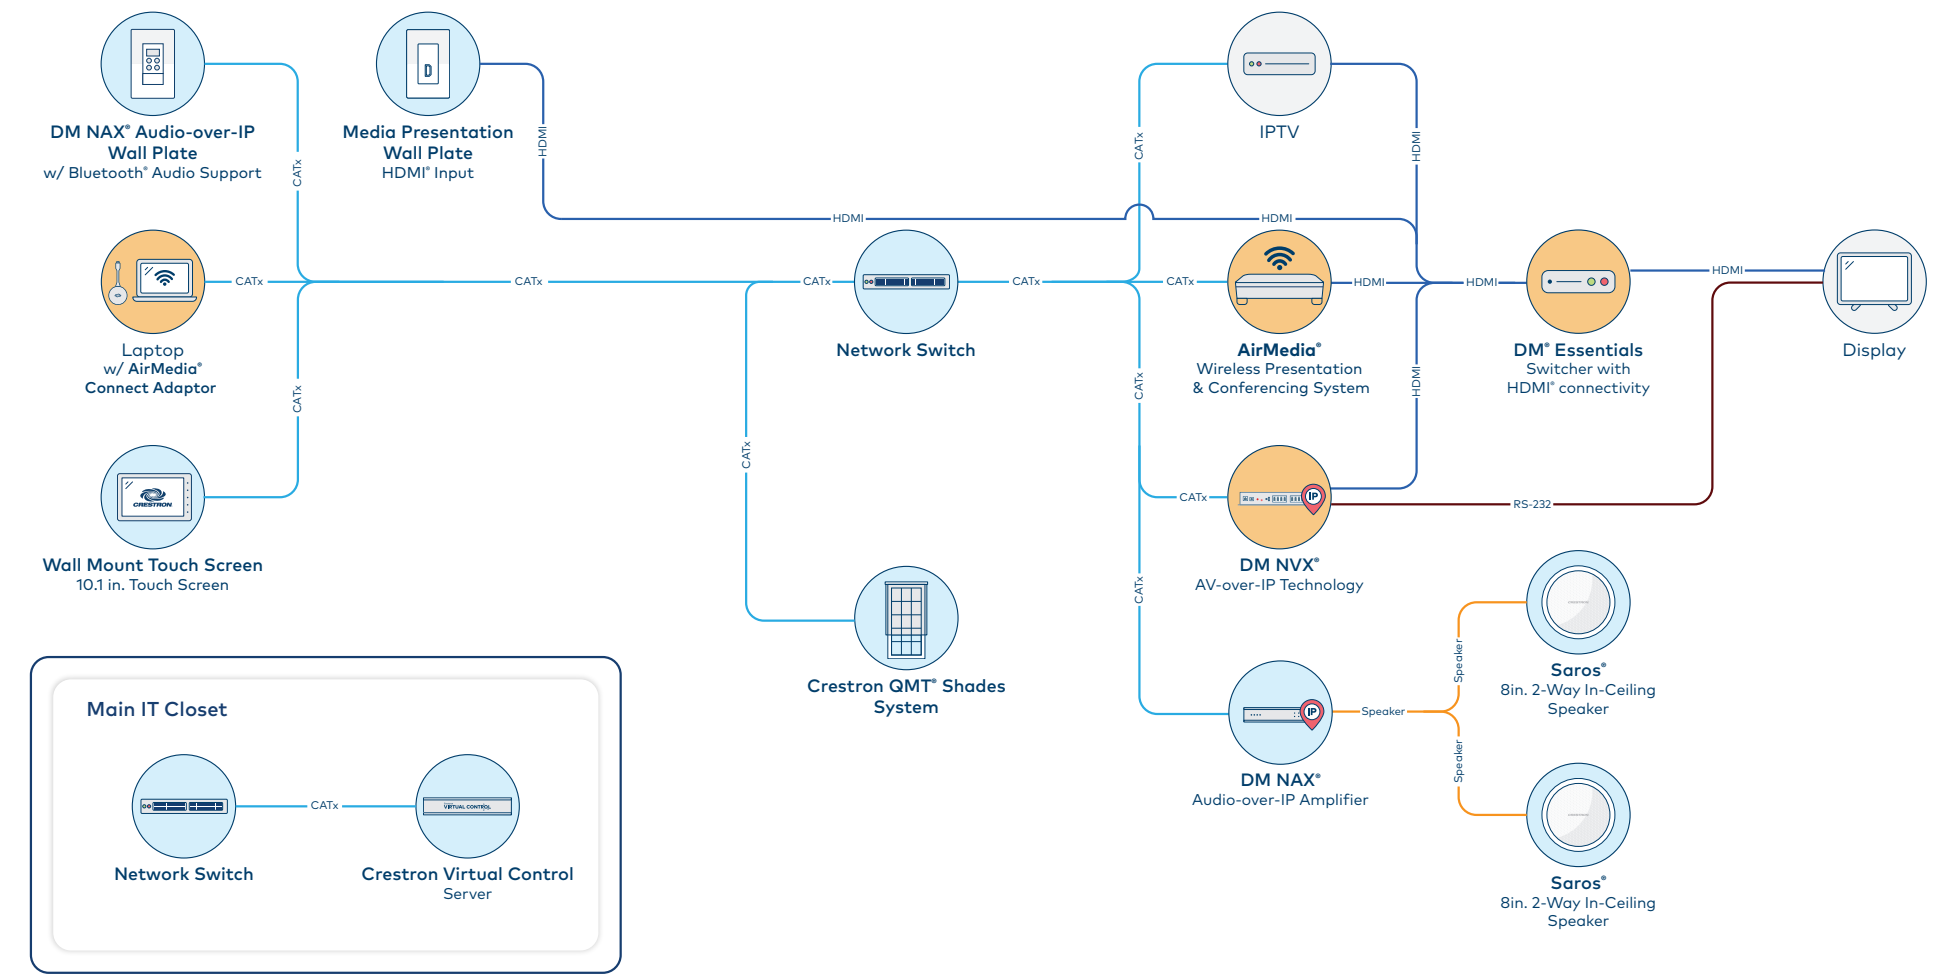 DM NAX® Audio-over-IP
Wall Plate
w/ Bluetooth® Audio Support
CATx
Media Presentation
Wall Plate
HDMI® Input
HDMI
HDMI
HDMI
CATx
IPTV
HDMI
CATx
Laptop
w/ AirMedia®
Connect Adaptor
CATx
CATx
Network Switch
CATx
CATx
AirMedia®
Wireless Presentation
& Conferencing System
HDMI
HDMI
DM® Essentials
Switcher with
HDMI® connectivity
HDMI
Display
CATx
CRESTRON
Wall Mount Touch Screen
10.1 in. Touch Screen
CATx
Crestron QMT® Shades
System
CATx
CATx
IP
DM NVX®
AV-over-IP Technology
HDMI
RS-232
CATx
IP
DM NAX®
Audio-over-IP Amplifier
Speaker
Speaker
Speaker
Saros®
8in. 2-Way In-Ceiling
Speaker
Saros®
8in. 2-Way In-Ceiling
Speaker
Main IT Closet
Network Switch
CATx
VIRTUAL CONTROL
Crestron Virtual Control
Server